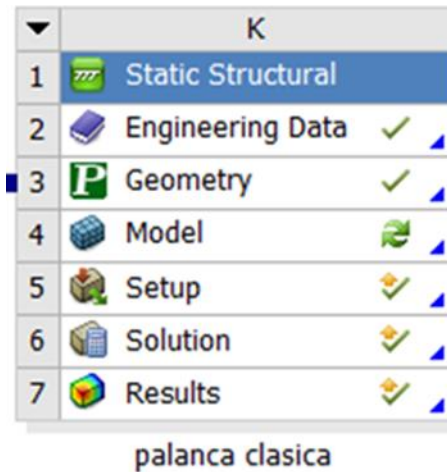 K
1 Static Structural
2 Engineering Data
3 P Geometry
4 Model
5 Setup
6 Solution
7 Results
palanca clasica